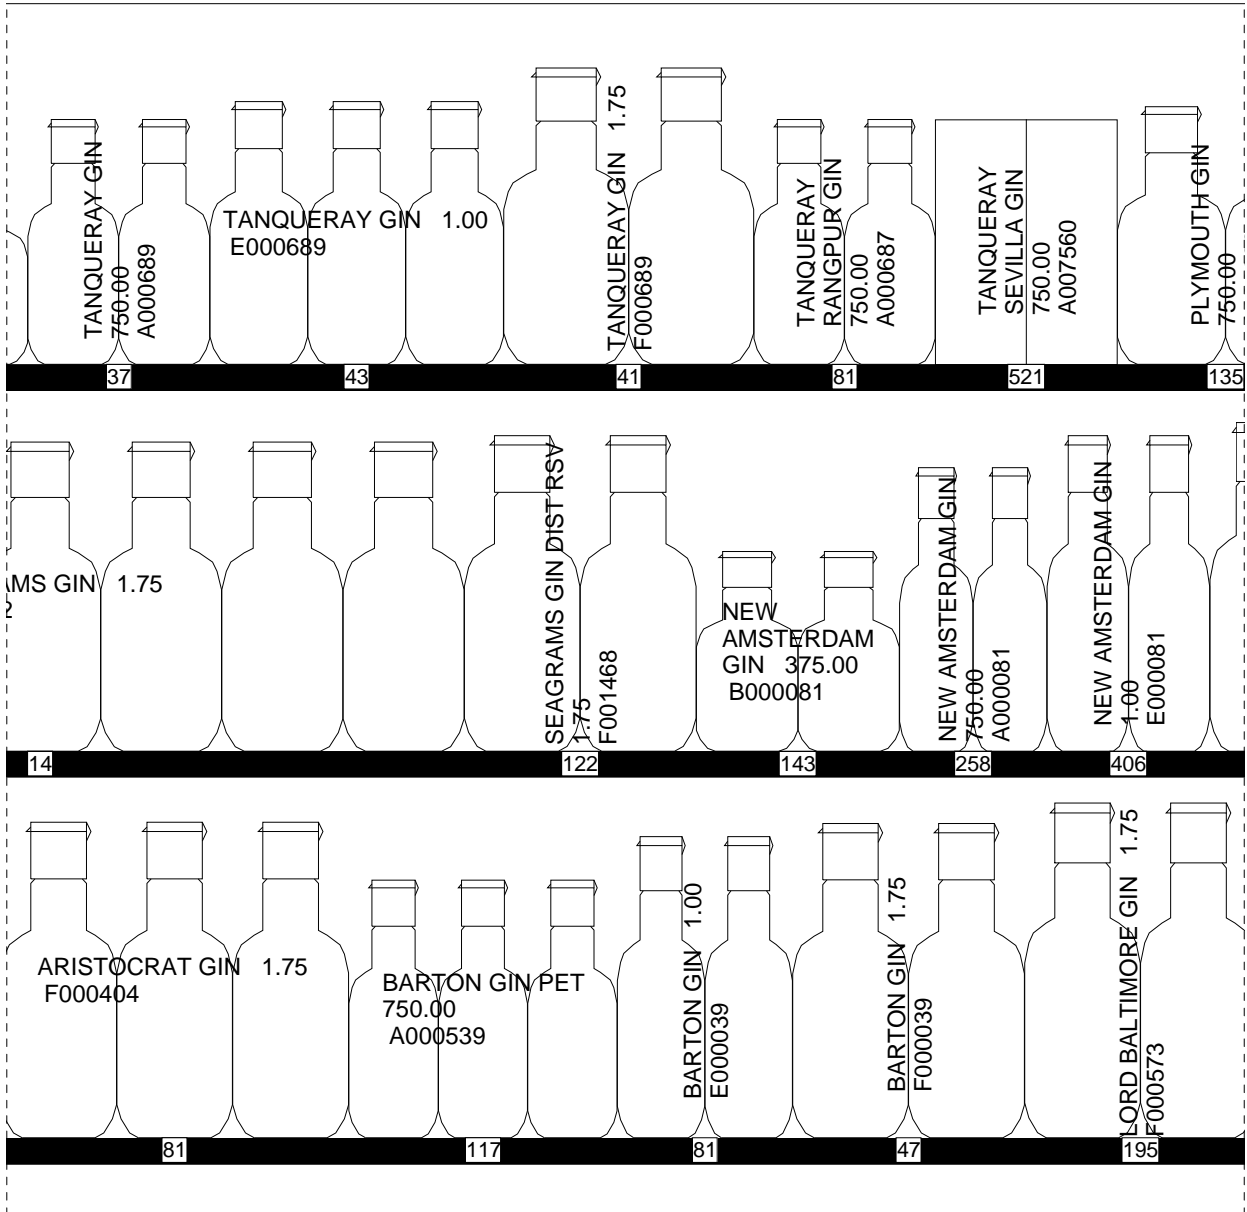 TANQUERAY GIN
750.00
A000689
TANQUERAY GIN 1.00
E000689
TANQUERAY GIN 1.75
F000689
TANQUERAY
RANGPUR GIN
750.00
A000687
TANQUERAY
SEVILLA GIN
750.00
A007560
PLYMOUTH GIN
750.00
37
43
41
81
521
135
AMS GIN 1.75
2
SEAGRAMS GIN DIST RSV
1.75
F001468
NEW
AMSTERDAM
GIN 375.00
B000081
NEW AMSTERDAM GIN
750.00
A000081
NEW AMSTERDAM GIN
1.00
E000081
14
122
143
258
406
ARISTOCRAT GIN 1.75
F000404
BARTON GIN PET
750.00
A000539
BARTON GIN 1.00
E000039
BARTON GIN 1.75
F000039
LORD BALTIMORE GIN 1.75
F000573
81
117
81
47
195